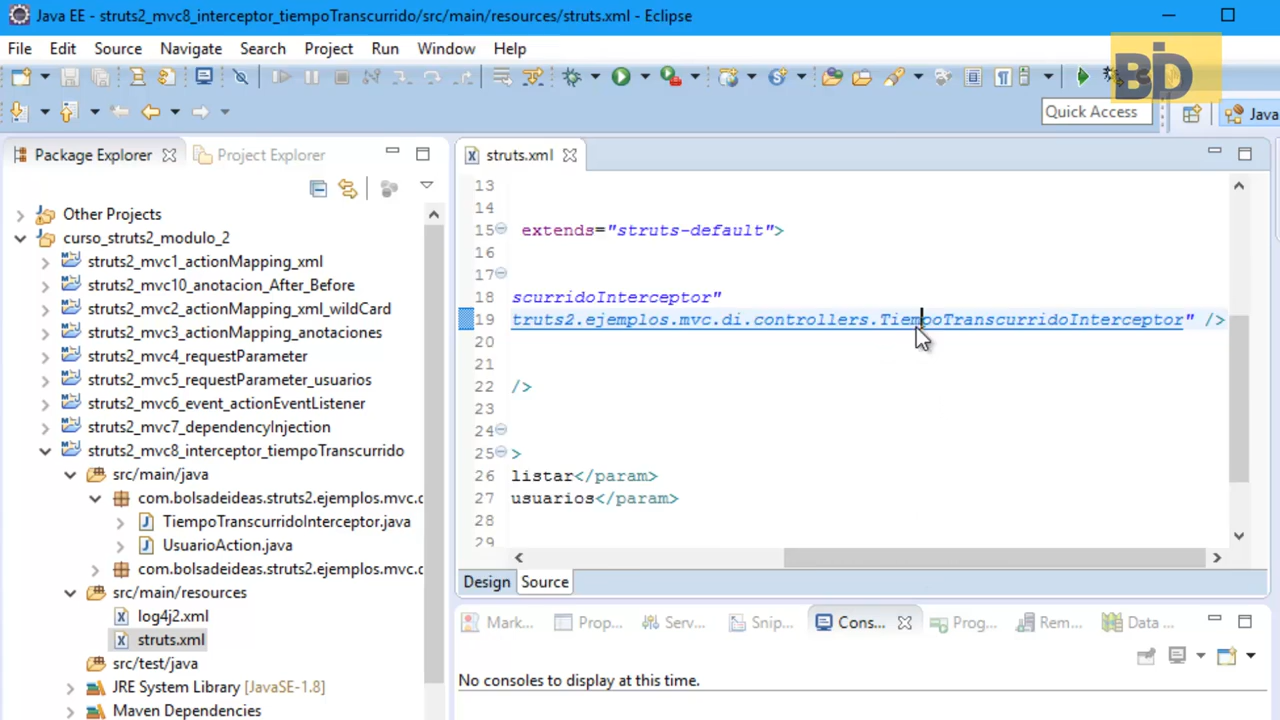 Java EE - struts2_mvc8_interceptor_tiempoTranscurrido/src/main/resources/struts.xml - Eclipse
File Edit Source Navigate Search Project Run Window Help
BD
Quick Access
Java
Package Explorer
Project Explorer
Other Projects
curso_struts2_modulo_2
struts2_mvc1_actionMapping_xml
struts2_mvc10_anotacion_After_Before
struts2_mvc2_actionMapping_xml_wildCard
struts2_mvc3_actionMapping_anotaciones
struts2_mvc4_requestParameter
struts2_mvc5_requestParameter_usuarios
struts2_mvc6_event_actionEventListener
struts2_mvc7_dependencyInjection
struts2_mvc8_interceptor_tiempoTranscurrido
src/main/java
com.bolsadeideas.struts2.ejemplos.mvc.c
TiempoTranscurridoInterceptor.java
UsuarioAction.java
com.bolsadeideas.struts2.ejemplos.mvc.c
src/main/resources
log4j2.xml
struts.xml
src/test/java
JRE System Library [JavaSE-1.8]
Maven Dependencies
struts.xml
13
14
15 extends="struts-default">
16
17
18 scurridoInterceptor"
19 truts2.ejemplos.mvc.di.controllers.TiempoTranscurridoInterceptor" />
20
21
22 />
23
24
25 >
26 listar</param>
27 usuarios</param>
28
29
Design Source
Mark... Prop... Serv... Snip... Cons... Prog... Rem... Data ...
No consoles to display at this time.